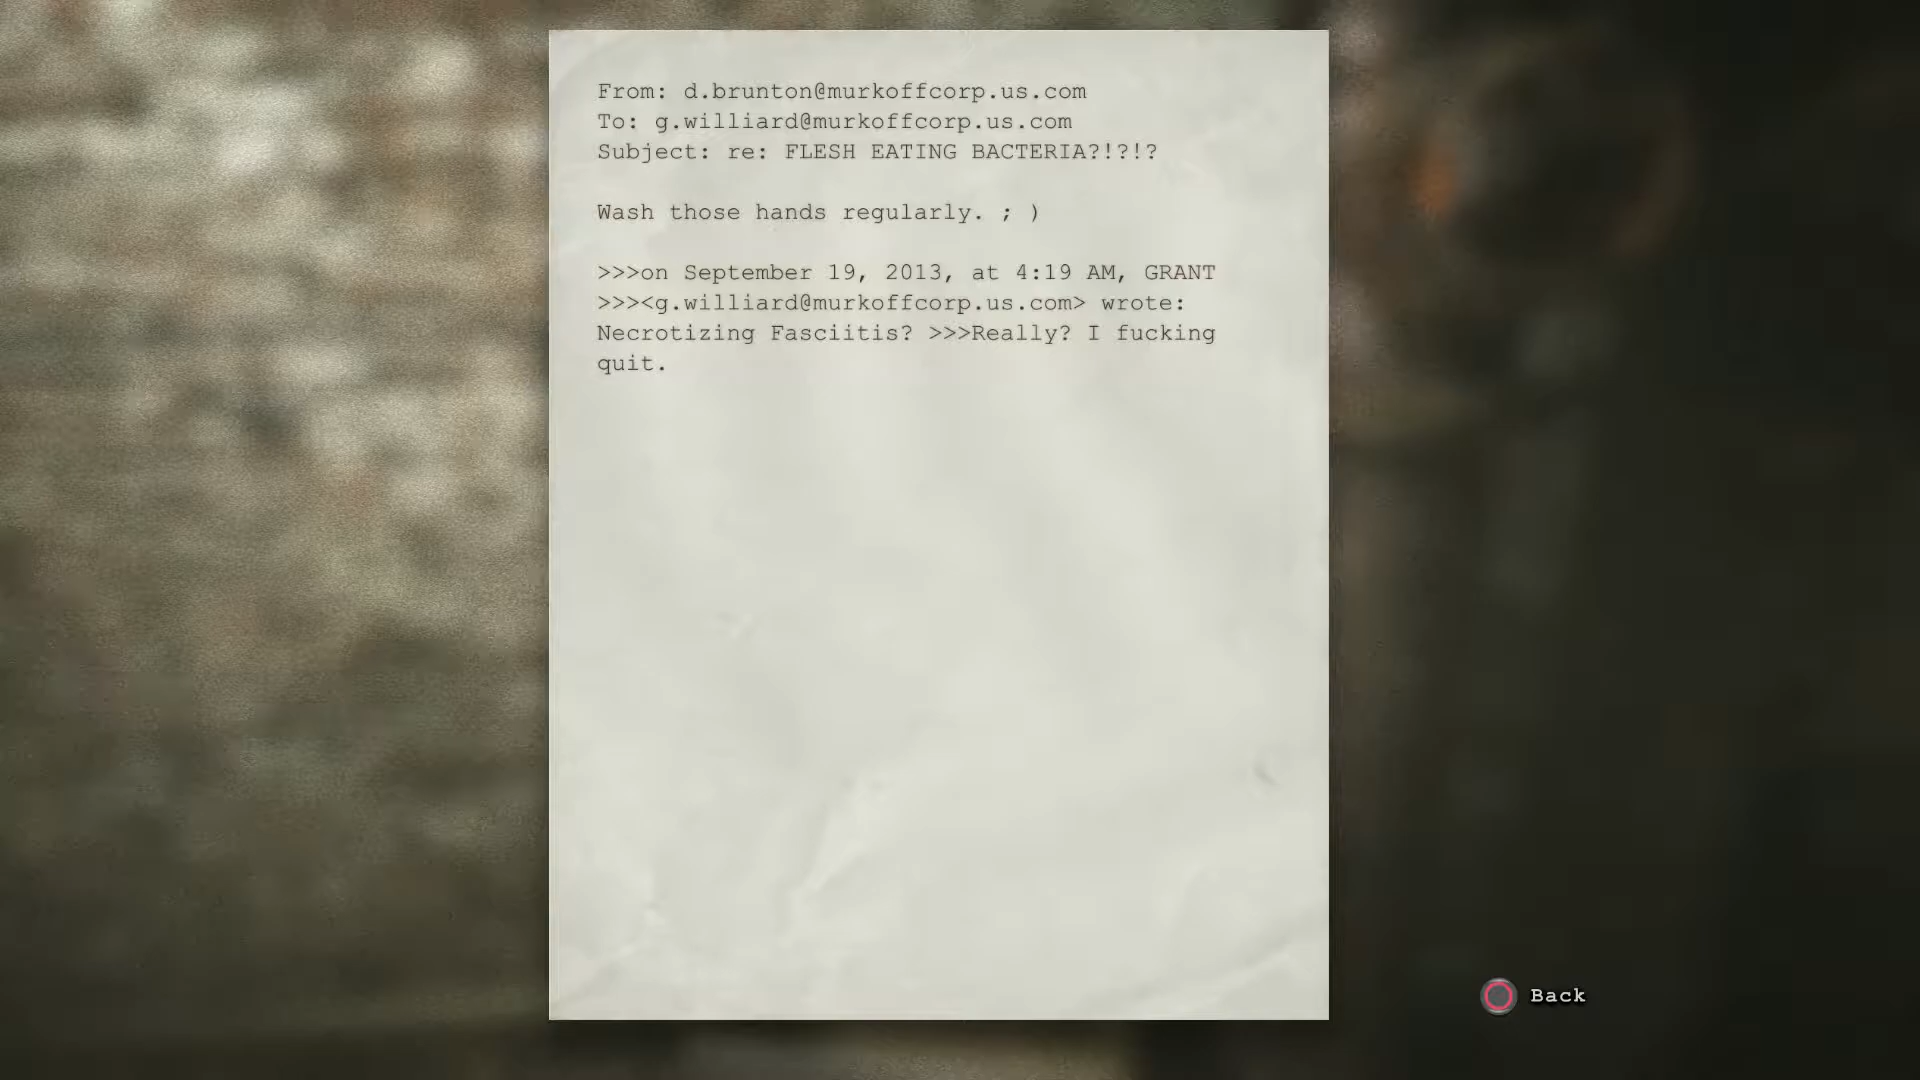 From: d.brunton@murkoffcorp.us.com
To: g.williard@murkoffcorp.us.com
Subject: re: FLESH EATING BACTERIA?!?!?
Wash those hands regularly. ; )
>>>on September 19, 2013, at 4:19 AM, GRANT
>>><g.williard@murkoffcorp.us.com> wrote:
Necrotizing Fasciitis? >>>Really? I fucking
quit.
Back